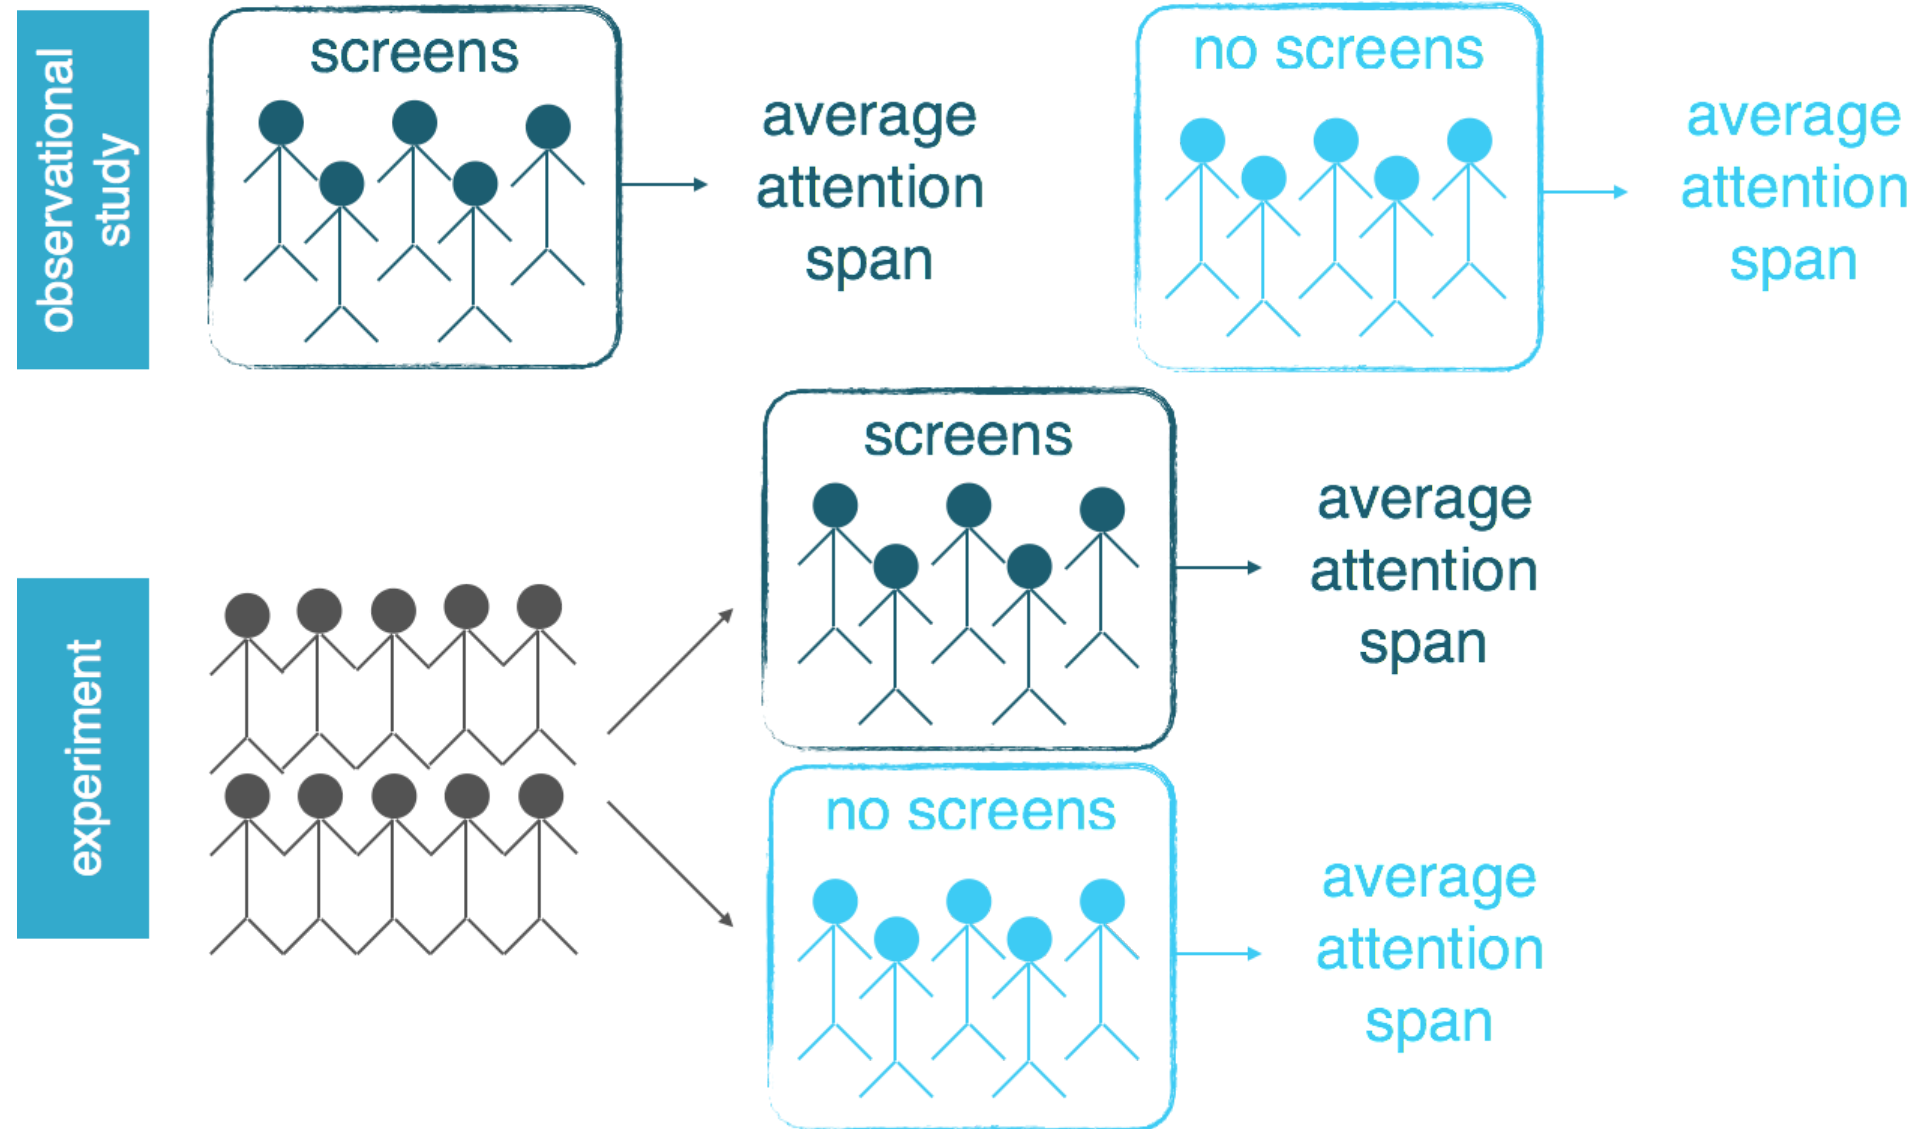 observational
study
screens
average
attention
span
no screens
average
attention
span
experiment
screens
average
attention
span
no screens
average
attention
span